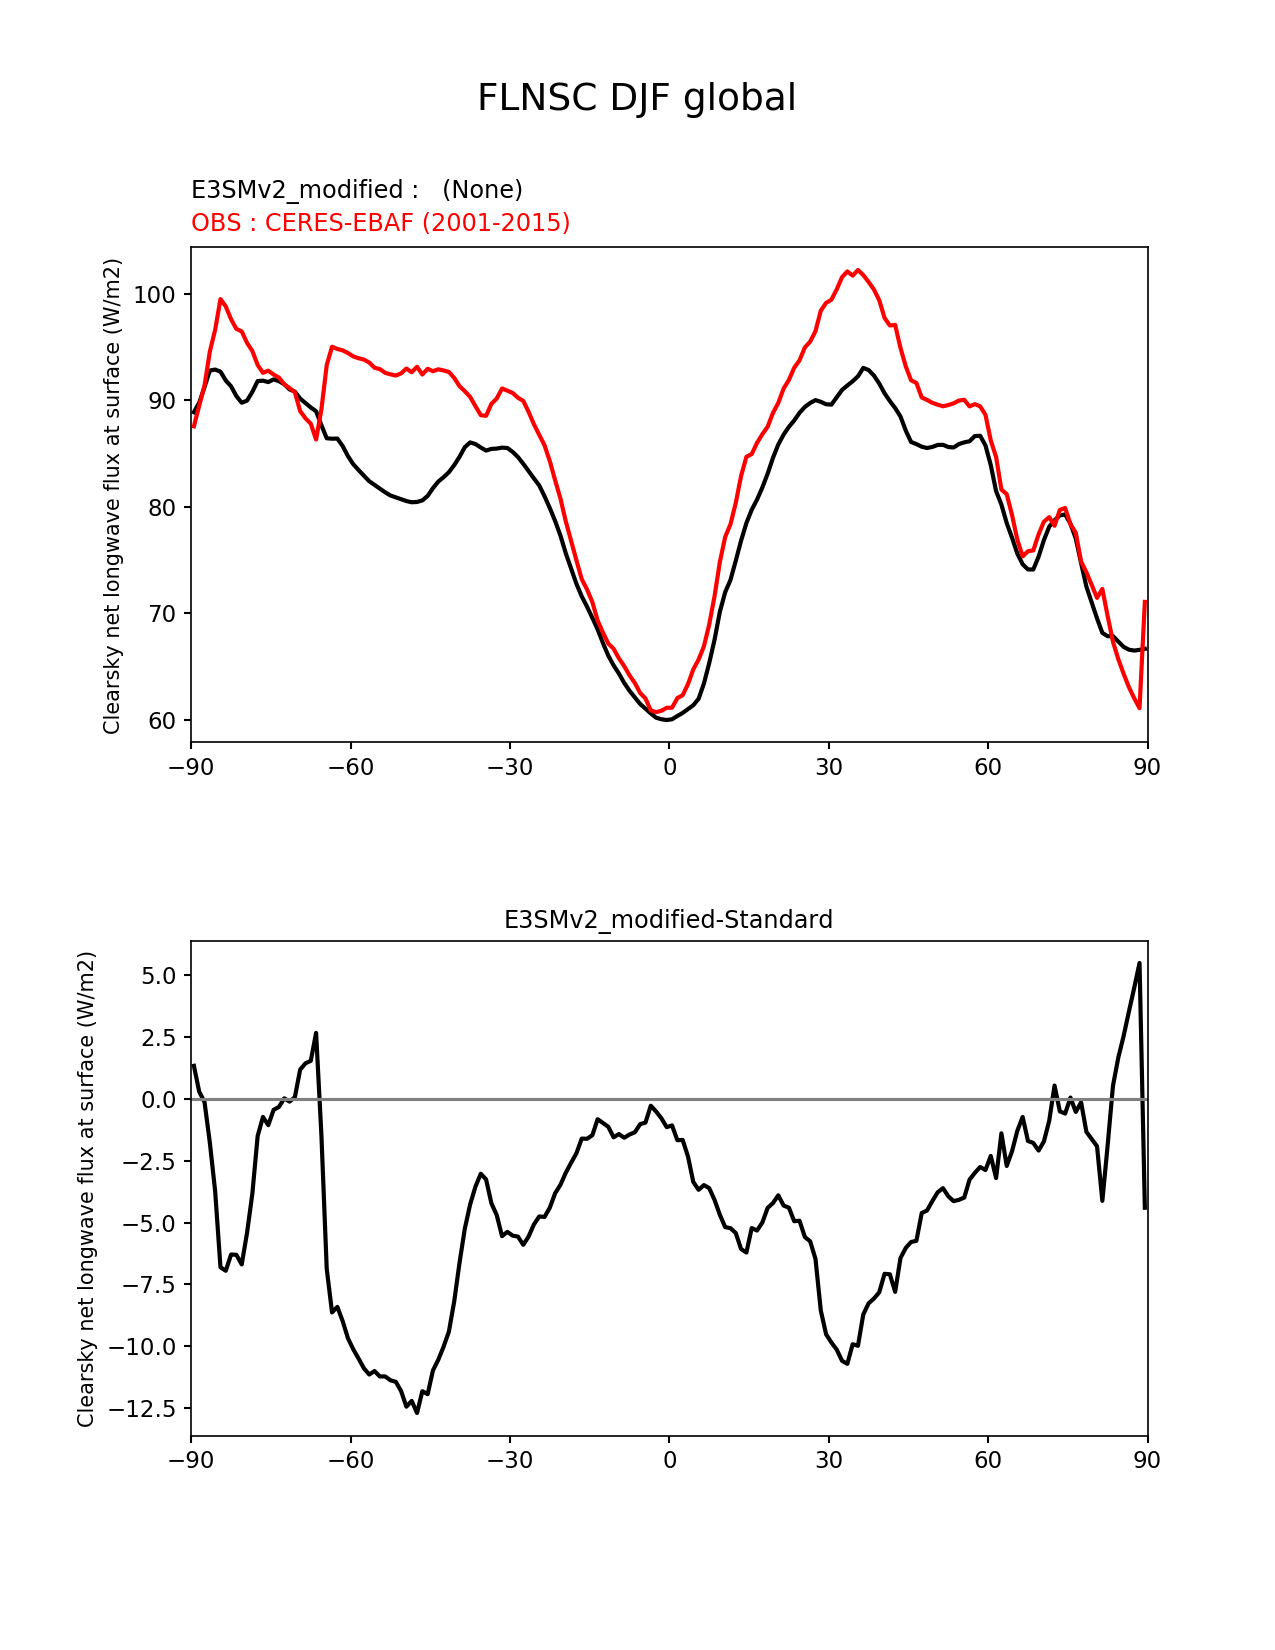 FLNSC DJF global
E3SMv2_modified :   (None)
OBS : CERES-EBAF (2001-2015)
Clearsky net longwave flux at surface (W/m2)
100
90
80
70
60
−90 −60 −30 0 30 60 90
E3SMv2_modified-Standard
Clearsky net longwave flux at surface (W/m2)
5.0
2.5
0.0
−2.5
−5.0
−7.5
−10.0
−12.5
−90 −60 −30 0 30 60 90